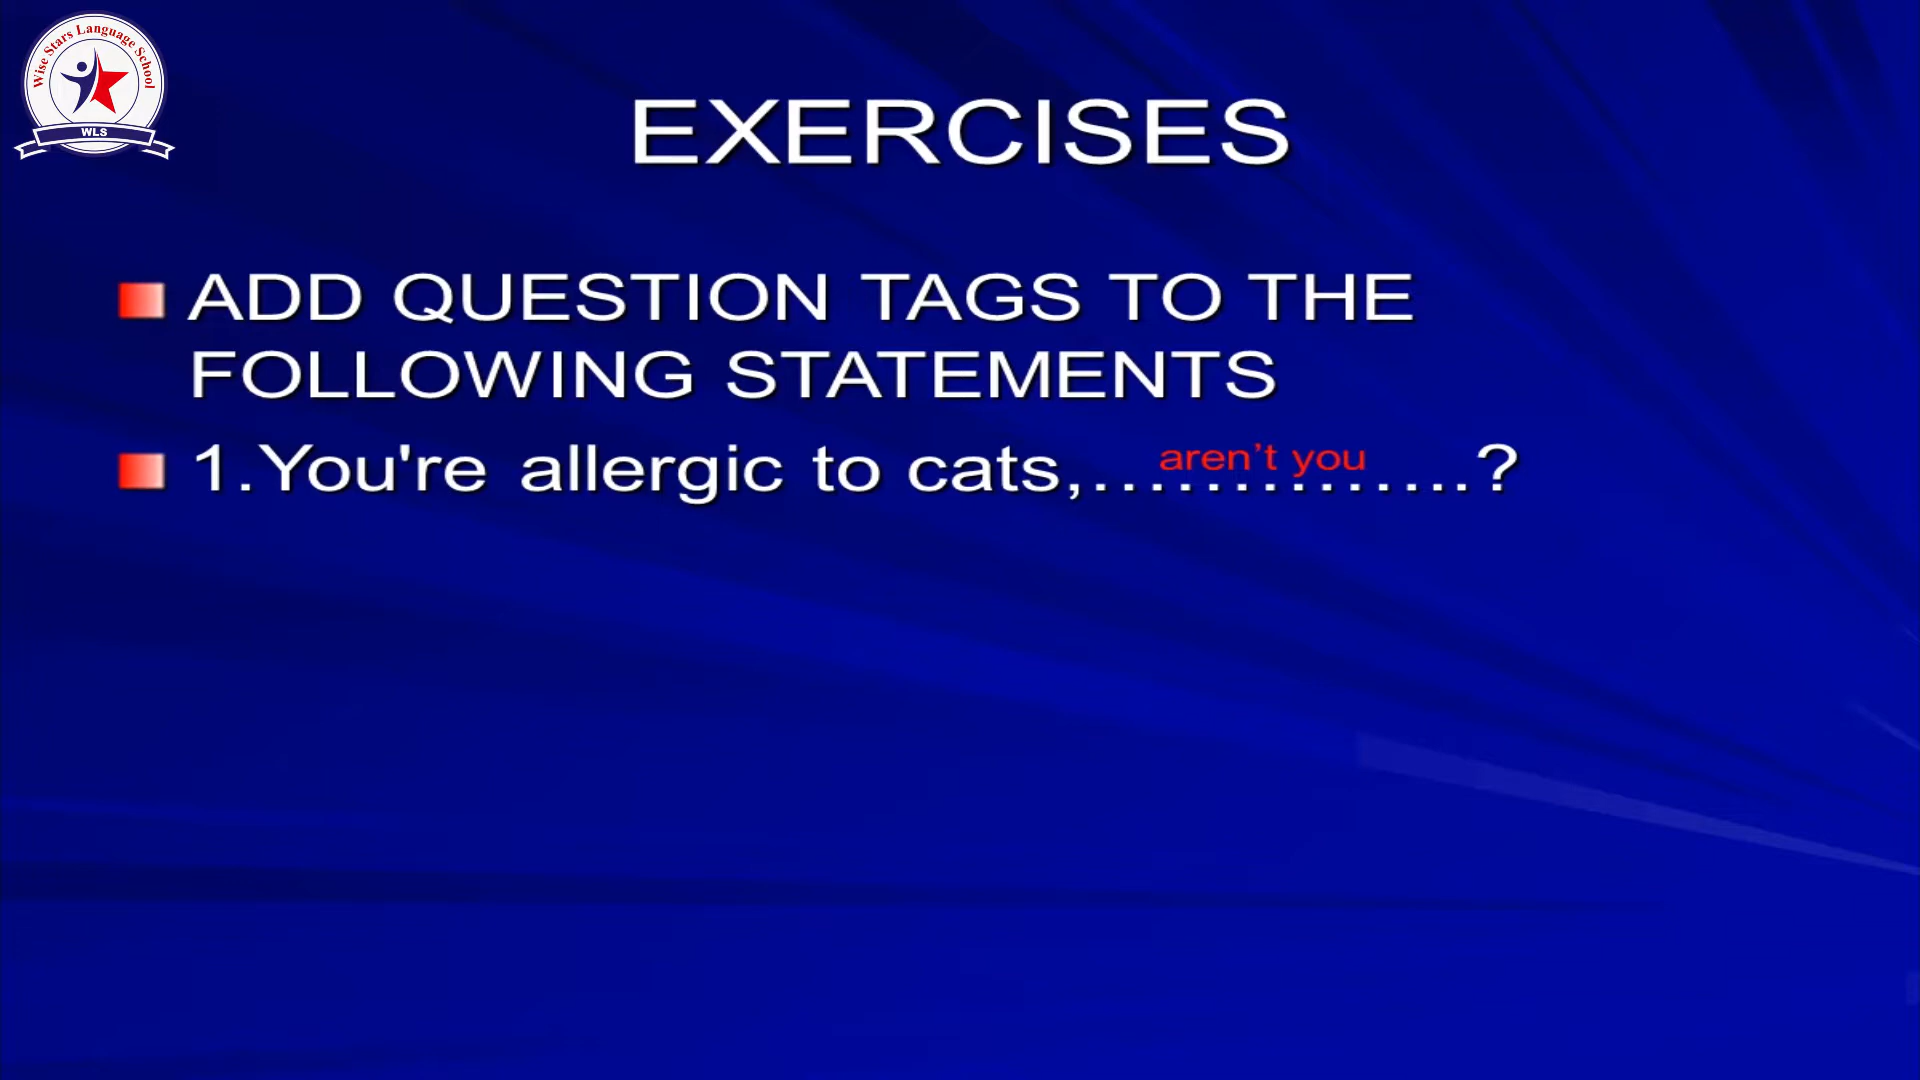 Wise Stars Language School
WLS
EXERCISES
ADD QUESTION TAGS TO THE
FOLLOWING STATEMENTS
1.You're allergic to cats,....aren’t you....?